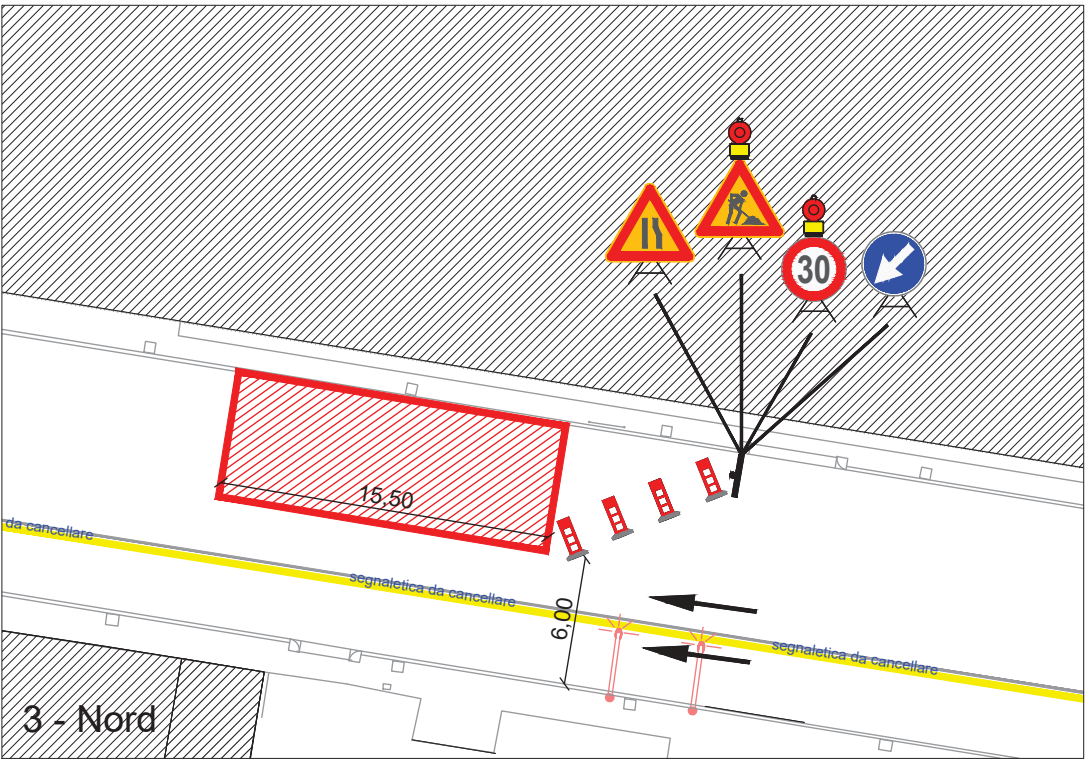 30
15,50
da cancellare
segnaletica da cancellare
6,00
segnaletica da cancellare
3 - Nord